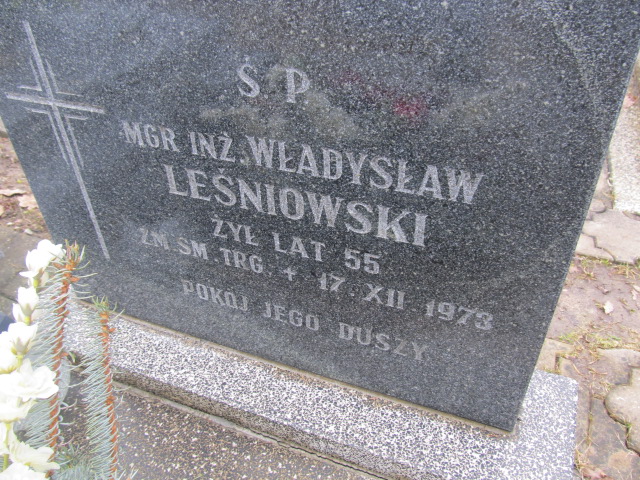 Ś P
MGR INŻ. WŁADYSŁAW
LEŚNIOWSKI
ŻYŁ LAT 55
ZM. ŚM. TRG. + 17 XII 1973
POKÓJ JEGO DUSZY